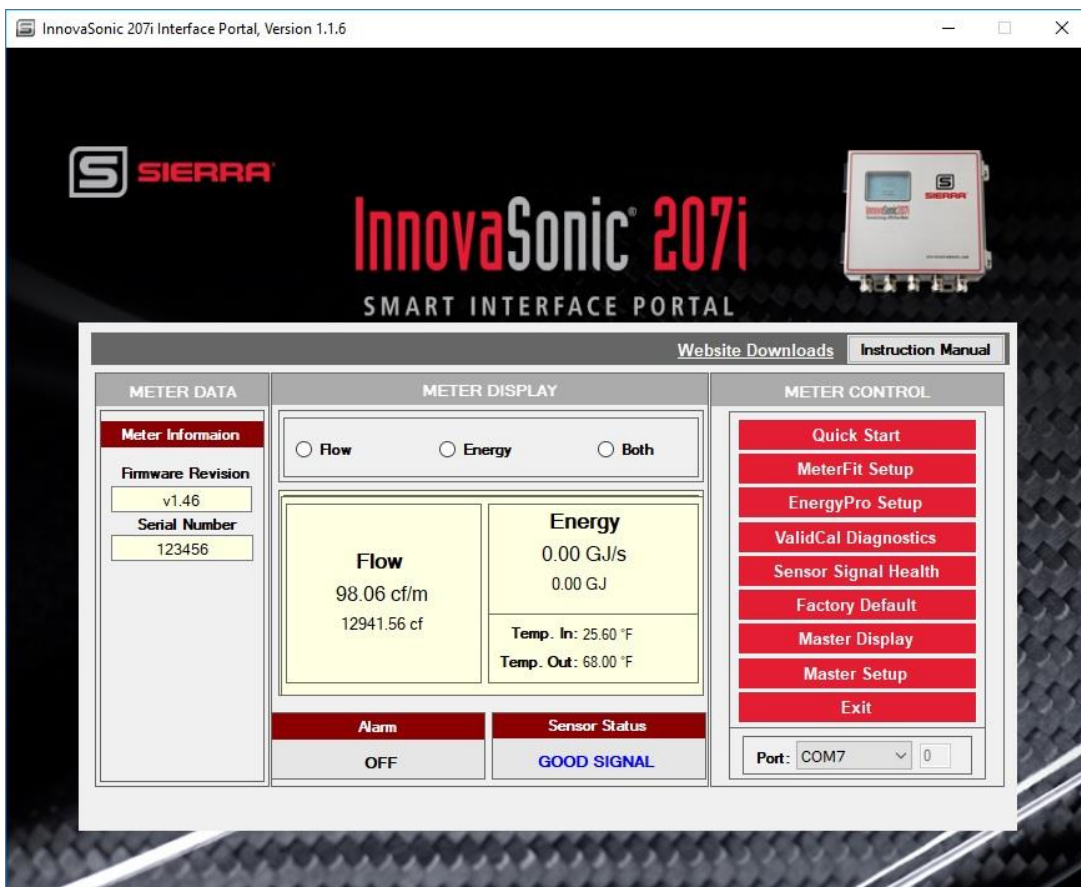 InnovaSonic 207i Interface Portal, Version 1.1.6
SIERRA
InnovaSonic® 207i
SMART INTERFACE PORTAL
SIERRA
Website Downloads
Instruction Manual
METER DATA
Meter Informaion
Firmware Revision
v1.46
Serial Number
123456
METER DISPLAY
Flow
Energy
Both
Flow
98.06 cf/m
12941.56 cf
Energy
0.00 GJ/s
0.00 GJ
Temp. In: 25.60 °F
Temp. Out: 68.00 °F
Alarm
OFF
Sensor Status
GOOD SIGNAL
METER CONTROL
Quick Start
MeterFit Setup
EnergyPro Setup
ValidCal Diagnostics
Sensor Signal Health
Factory Default
Master Display
Master Setup
Exit
Port: COM7 0